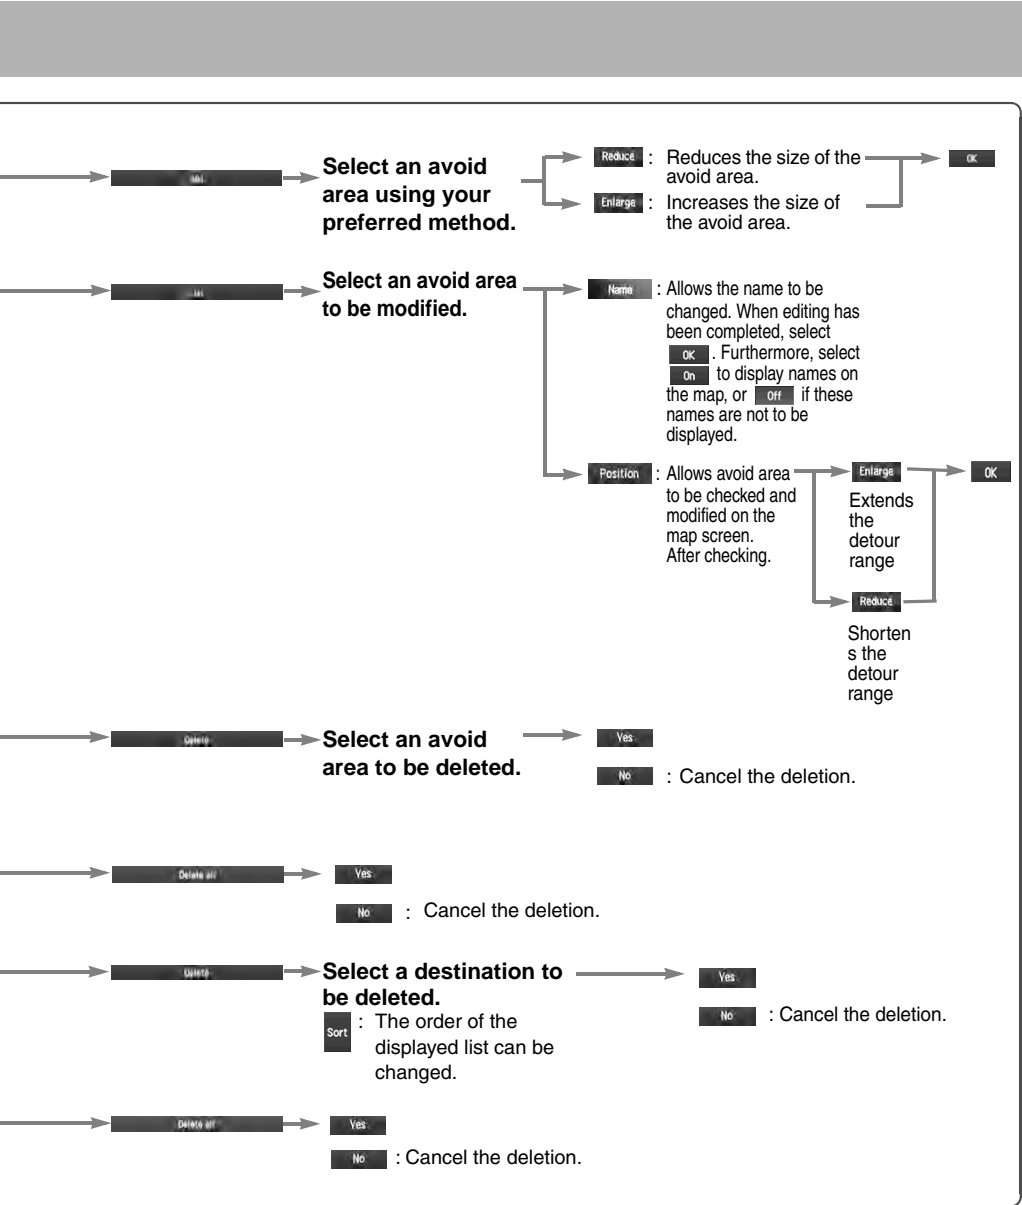 Select an avoid
area using your
preferred method.
Reduce : Reduces the size of the
avoid area.
OK
Enlarge : Increases the size of
the avoid area.
Select an avoid area
to be modified.
Name : Allows the name to be
changed. When editing has
been completed, select
OK . Furthermore, select
On to display names on
the map, or Off if these
names are not to be
displayed.
Position : Allows avoid area
to be checked and
modified on the
map screen.
After checking.
Enlarge
OK
Extends
the
detour
range
Reduce
Shorten
s the
detour
range
Delete
Select an avoid
area to be deleted.
Yes
No : Cancel the deletion.
Delete all
Yes
No : Cancel the deletion.
Delete
Select a destination to
be deleted.
Sort : The order of the
displayed list can be
changed.
Yes
No : Cancel the deletion.
Delete all
Yes
No : Cancel the deletion.